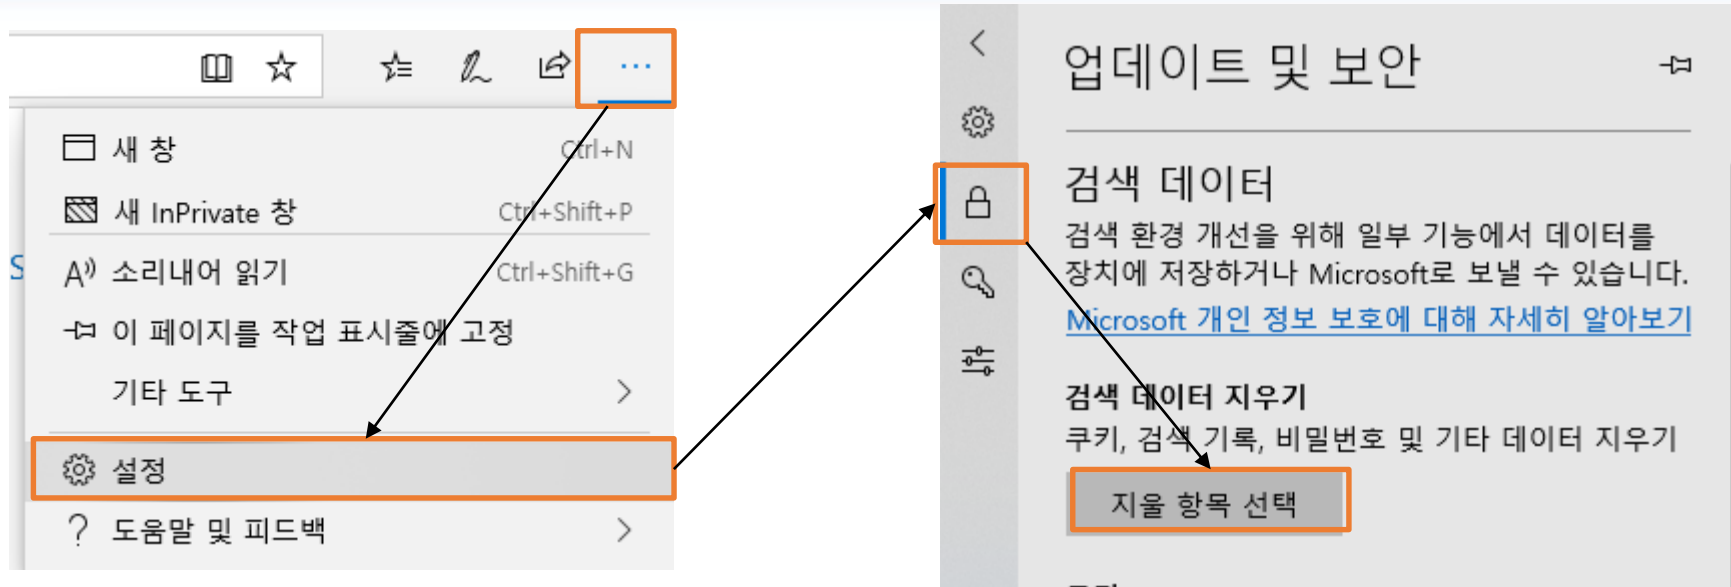 새 창 Ctrl+N
새 InPrivate 창 Ctrl+Shift+P
소리내어 읽기 Ctrl+Shift+G
이 페이지를 작업 표시줄에 고정
기타 도구
설정
도움말 및 피드백
업데이트 및 보안
검색 데이터
검색 환경 개선을 위해 일부 기능에서 데이터를
장치에 저장하거나 Microsoft로 보낼 수 있습니다.
Microsoft 개인 정보 보호에 대해 자세히 알아보기
검색 데이터 지우기
쿠키, 검색 기록, 비밀번호 및 기타 데이터 지우기
지울 항목 선택